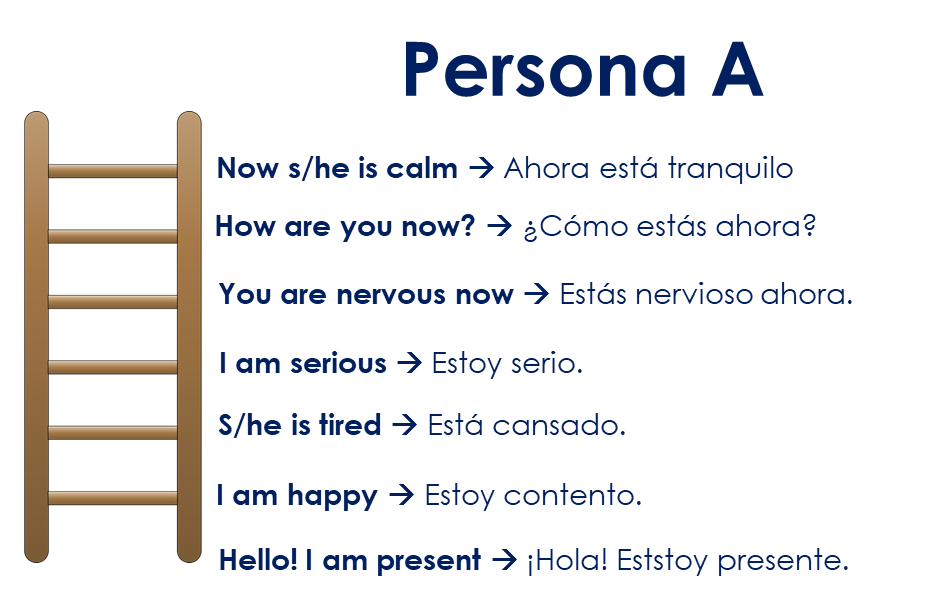 Persona A
Now s/he is calm → Ahora está tranquilo
How are you now? → ¿Cómo estás ahora?
You are nervous now → Estás nervioso ahora.
I am serious → Estoy serio.
S/he is tired → Está cansado.
I am happy → Estoy contento.
Hello! I am present → ¡Hola! Eststoy presente.